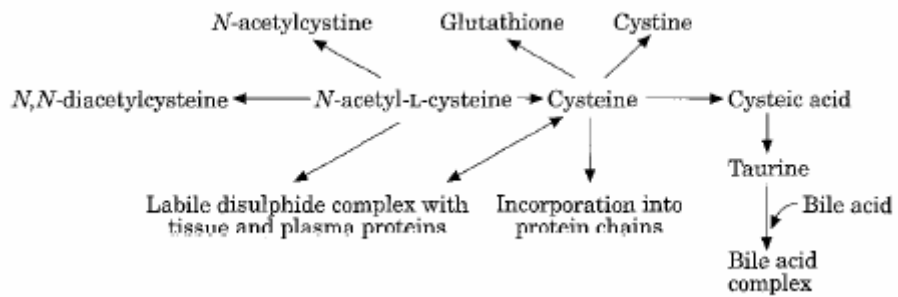 N-acetylcystine Glutathione Cystine
N,N-diacetylcysteine N-acetyl-L-cysteine Cysteine Cysteic acid
Taurine
Labile disulphide complex with
tissue and plasma proteins
Incorporation into
protein chains
Bile acid
Bile acid
complex